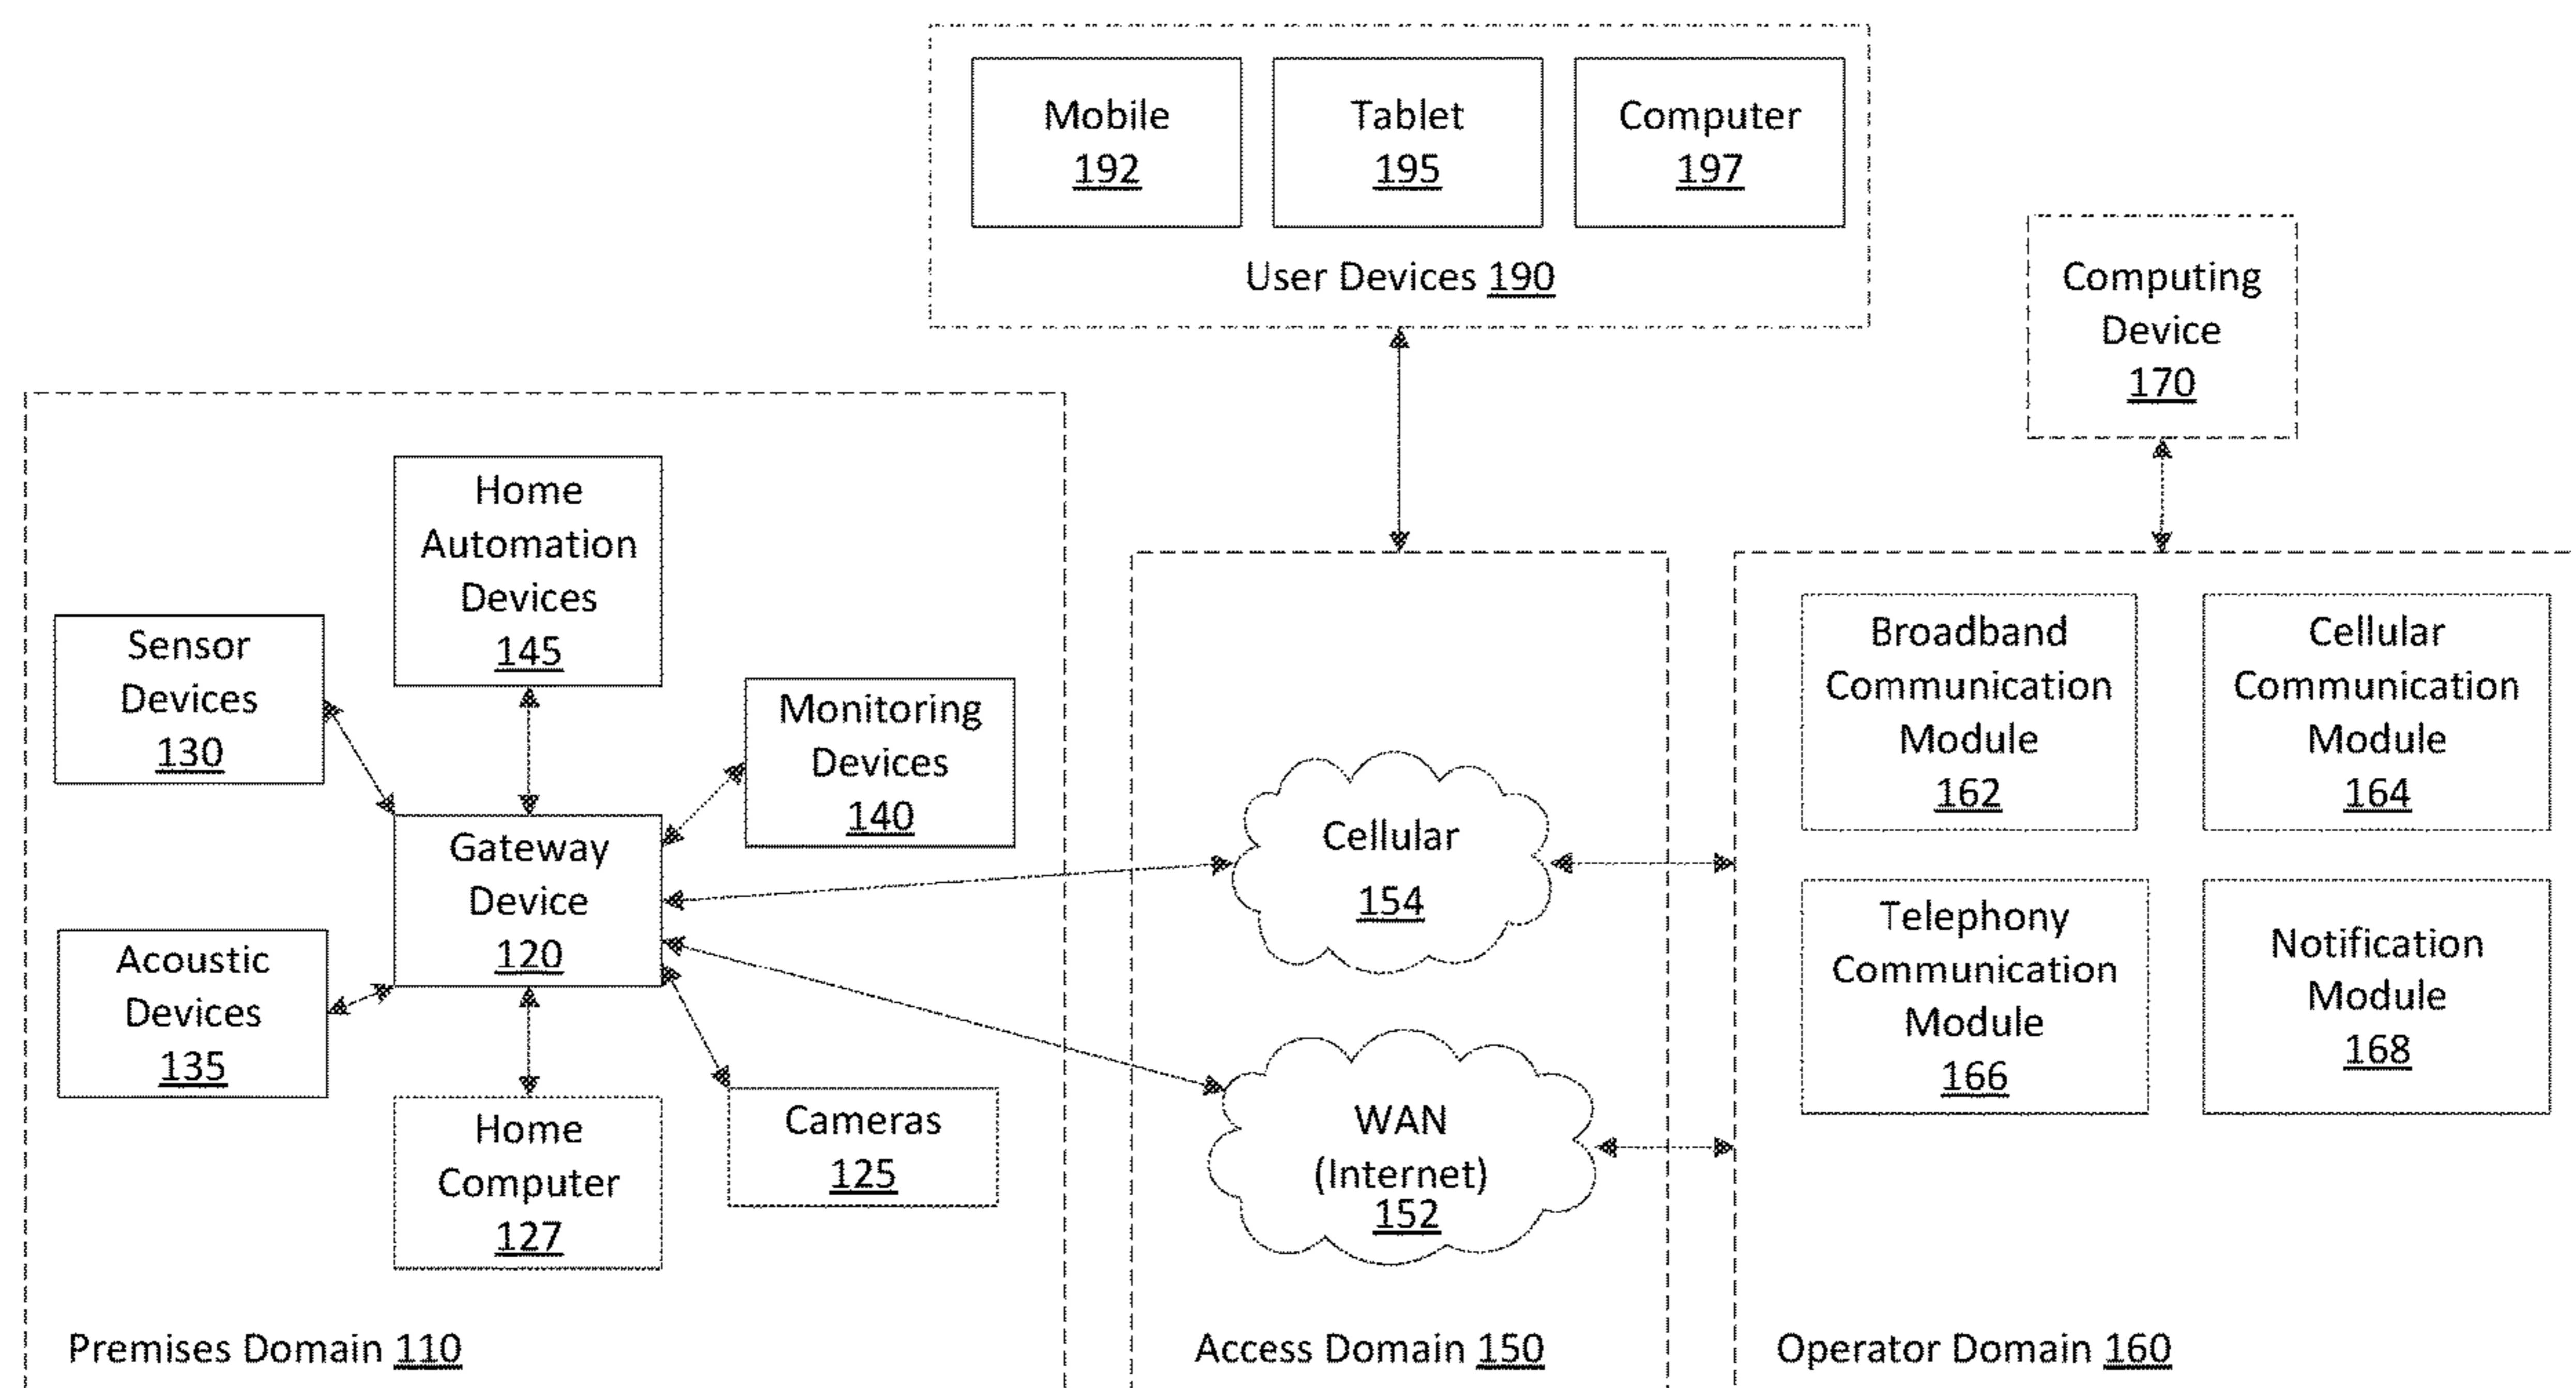 Mobile
192
Tablet
195
Computer
197
User Devices 190
Computing
Device
170
Home
Automation
Devices
145
Sensor
Devices
130
Monitoring
Devices
140
Gateway
Device
120
Acoustic
Devices
135
Home
Computer
127
Cameras
125
Premises Domain 110
Cellular
154
WAN
(Internet)
152
Access Domain 150
Broadband
Communication
Module
162
Cellular
Communication
Module
164
Telephony
Communication
Module
166
Notification
Module
168
Operator Domain 160